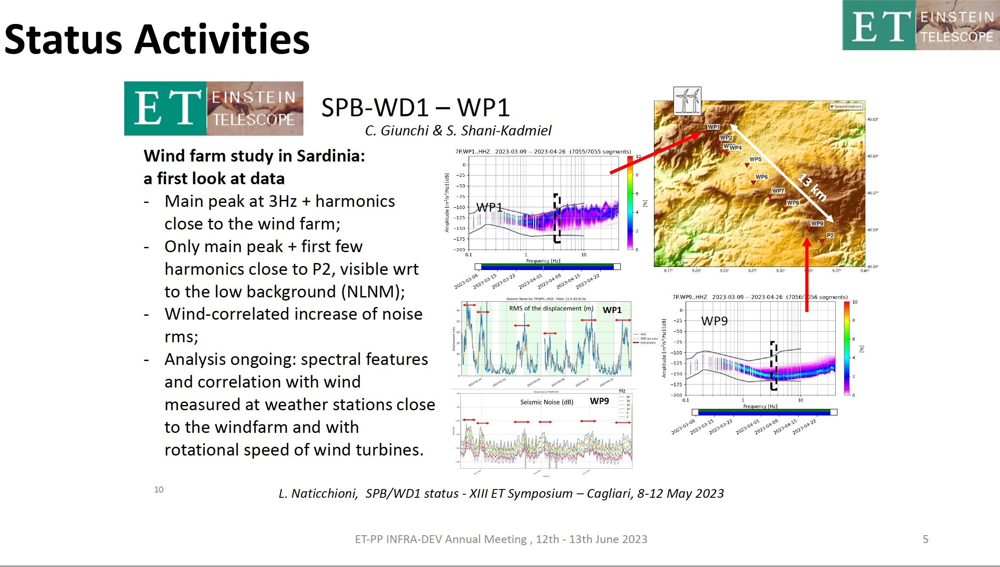 Status Activities
ET EINSTEIN
TELESCOPE
ET EINSTEIN
TELESCOPE
SPB-WD1 – WP1
C. Giunchi & S. Shani-Kadmiel
Wind farm study in Sardinia:
a first look at data
- Main peak at 3Hz + harmonics
close to the wind farm;
- Only main peak + first few
harmonics close to P2, visible wrt
to the low background (NLNM);
- Wind-correlated increase of noise
rms;
- Analysis ongoing: spectral features
and correlation with wind
measured at weather stations close
to the windfarm and with
rotational speed of wind turbines.
7P.WP1..HHZ 2023-03-09 -- 2023-04-26 (7055/7055 segments)
Amplitude [m²/s⁴/Hz] [dB]
0
−25
−50
−75
−100
−125
−150
−175
−200
WP1
0.1 1 10
Frequency [Hz]
10
8
6
4
2
0
[%]
2023-03-08 2023-03-15 2023-03-22 2023-04-01 2023-04-08 2023-04-15 2023-04-22
Seismic stations
WP1
WP2
WP4
WP5
WP6
WP7
WP8
WP9
P2
13 km
5 km
40.63°
40.60°
40.57°
40.53°
40.50°
9.17° 9.20° 9.23° 9.27° 9.30° 9.37° 9.40°
Seismic Noise for 7P.WP1..HHZ - Filter: [1.0-20.0] Hz
RMS of the displacement (m) WP1
Displacement (nm)
30
25
20
15
10
5
0
HHZ
HHZ (6h-16h)
end january
2023-03-15 2023-03-22 2023-04-01 2023-04-08 2023-04-15 2023-04-22
Noise level at 7P.WP9.HHZ
Seismic Noise (dB) WP9
Hz
40
30
20
10
5
2
Time (s)
7P.WP9..HHZ 2023-03-09 -- 2023-04-26 (7056/7056 segments)
Amplitude [m²/s⁴/Hz] [dB]
0
−25
−50
−75
−100
−125
−150
−175
−200
WP9
0.1 1 10
Frequency [Hz]
10
8
6
4
2
0
[%]
2023-03-08 2023-03-15 2023-03-22 2023-04-01 2023-04-08 2023-04-15 2023-04-22
10
L. Naticchioni, SPB/WD1 status - XIII ET Symposium – Cagliari, 8-12 May 2023
ET-PP INFRA-DEV Annual Meeting , 12th - 13th June 2023
5